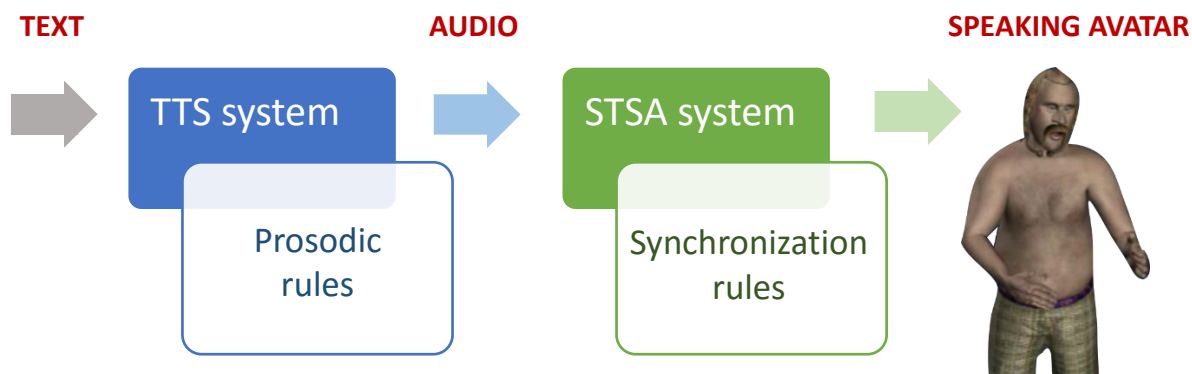 TEXT
AUDIO
SPEAKING AVATAR
TTS system
STSA system
Prosodic
rules
Synchronization
rules